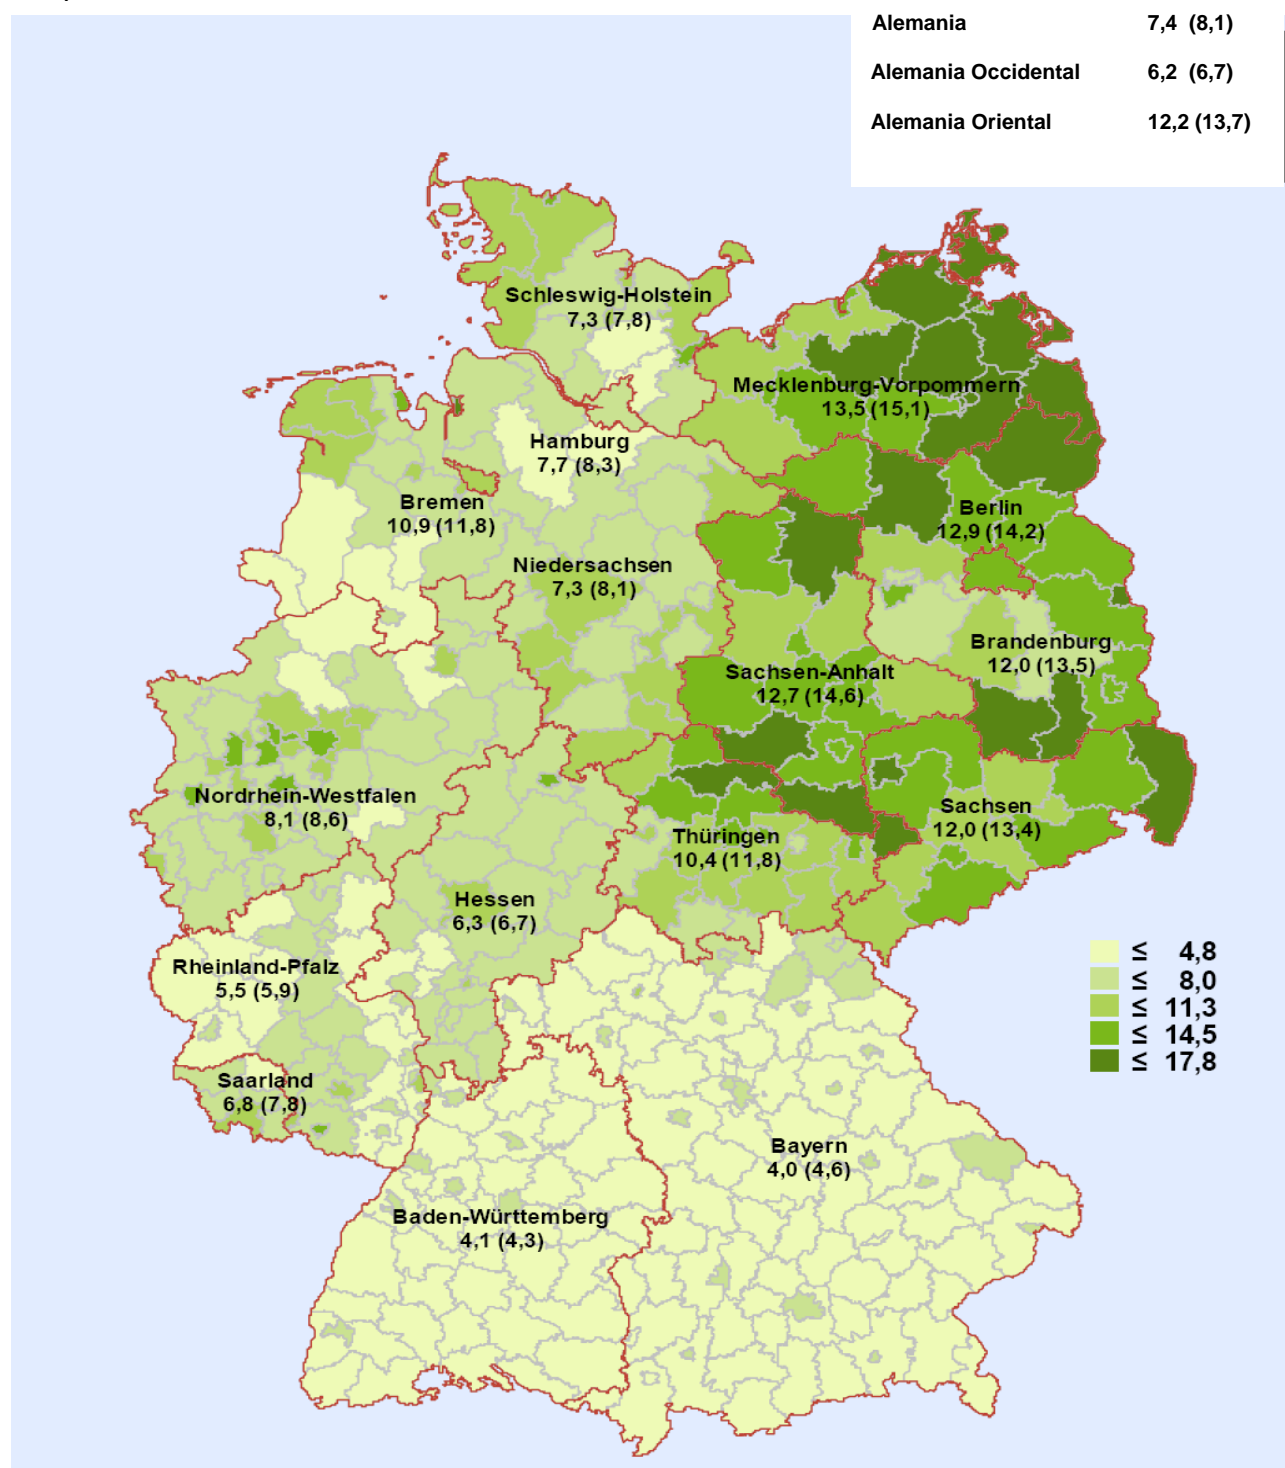 Alemania 7,4 (8,1)
Alemania Occidental 6,2 (6,7)
Alemania Oriental 12,2 (13,7)
Schleswig-Holstein
7,3 (7,8)
Mecklenburg-Vorpommern
13,5 (15,1)
Hamburg
7,7 (8,3)
Bremen
10,9 (11,8)
Berlin
12,9 (14,2)
Niedersachsen
7,3 (8,1)
Brandenburg
12,0 (13,5)
Sachsen-Anhalt
12,7 (14,6)
Nordrhein-Westfalen
8,1 (8,6)
Sachsen
12,0 (13,4)
Thüringen
10,4 (11,8)
Hessen
6,3 (6,7)
Rheinland-Pfalz
5,5 (5,9)
≤ 4,8
≤ 8,0
≤ 11,3
≤ 14,5
≤ 17,8
Saarland
6,8 (7,8)
Bayern
4,0 (4,6)
Baden-Württemberg
4,1 (4,3)